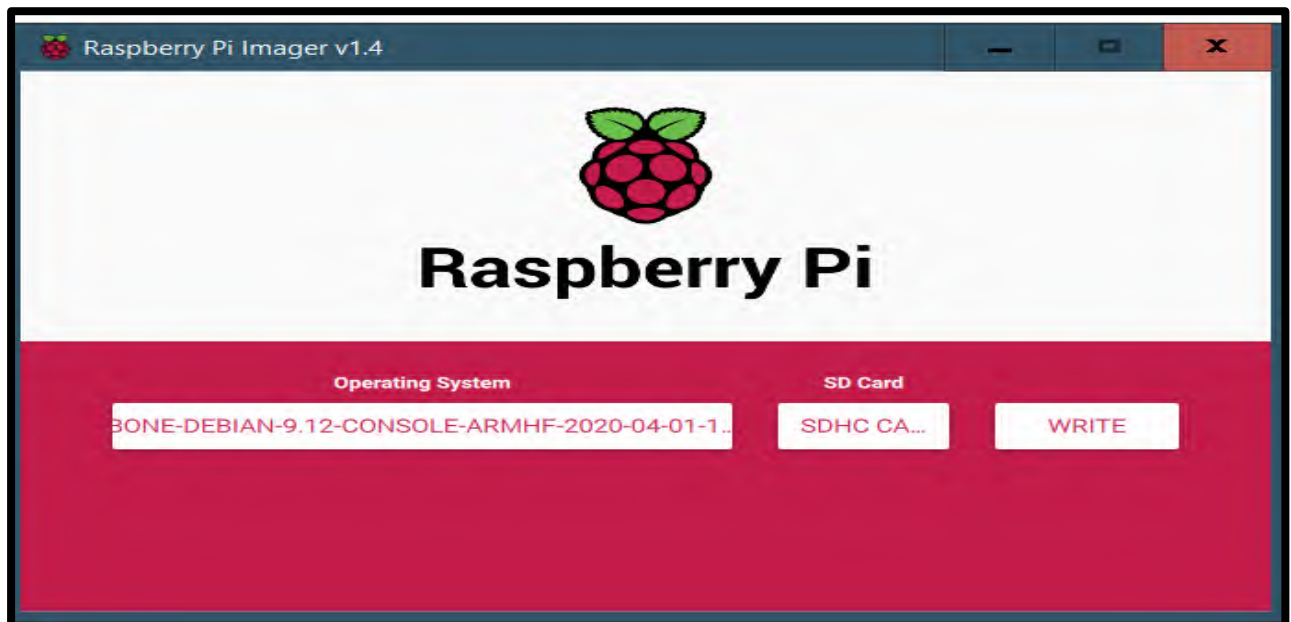 Raspberry Pi Imager v1.4
Raspberry Pi
Operating System
SD Card
BONE-DEBIAN-9.12-CONSOLE-ARMHF-2020-04-01-1..
SDHC CA...
WRITE